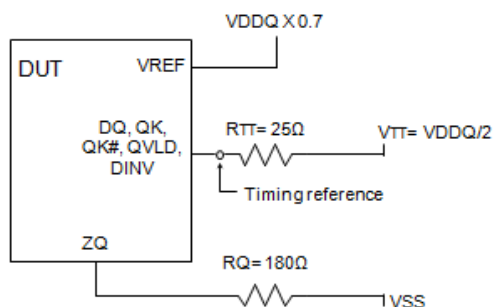 VDDQ X 0.7
DUT
VREF
DQ, QK,
QK#, QVLD,
DINV
RTT= 25Ω
VTT= VDDQ/2
Timing reference
ZQ
RQ= 180Ω
VSS